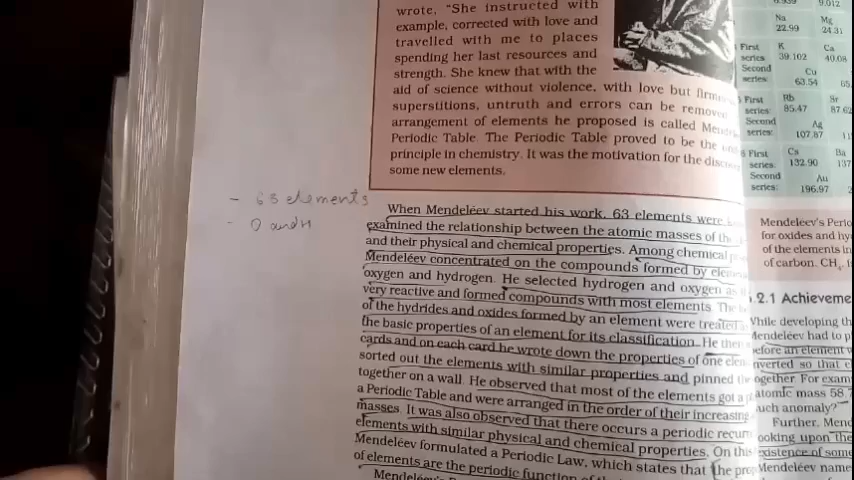 wrote, "She instructed with
example, corrected with love and
travelled with me to places
spending her last resources and
strength. She knew that with the
aid of science without violence, with love but
superstitions, untruth and errors can be
arrangement of elements he proposed is called
Periodic Table. The Periodic Table proved to be the
principle in chemistry. It was the motivation for the
some new elements.
- 63 elements
- O and H
When Mendeléev started his work, 63 elements were
examined the relationship between the atomic masses of the
and their physical and chemical properties. Among chemical
Mendeléev concentrated on the compounds formed by
oxygen and hydrogen. He selected hydrogen and oxygen as
very reactive and formed compounds with most elements. The
of the hydrides and oxides formed by an element were treated
the basic properties of an element for its classification. He then
cards and on each card he wrote down the properties of one
sorted out the elements with similar properties and pinned
together on a wall. He observed that most of the elements got a
a Periodic Table and were arranged in the order of their increasing
masses. It was also observed that there occurs a periodic
elements with similar physical and chemical properties. On this
Mendeléev formulated a Periodic Law, which states that 'the
of elements are the periodic function of
9.012
Na Mg
22.99 24.31
First K Ca
series: 39.102 40.08
Second Cu
series: 63.54 65.
First Rb Sr
series: 85.47 87.62
Second Ag
series: 107.87
First Cs Ba
series: 132.90 137
Second Au
series: 196.97
Mendeléev's
for oxides and
of the elements in
of carbon. CH₄,
.2.1
While developing
Mendeléev had to
before an element
so that
together. For
atomic mass 58.7
such anomaly?
Further,
looking upon
existence of some
Mendeléev